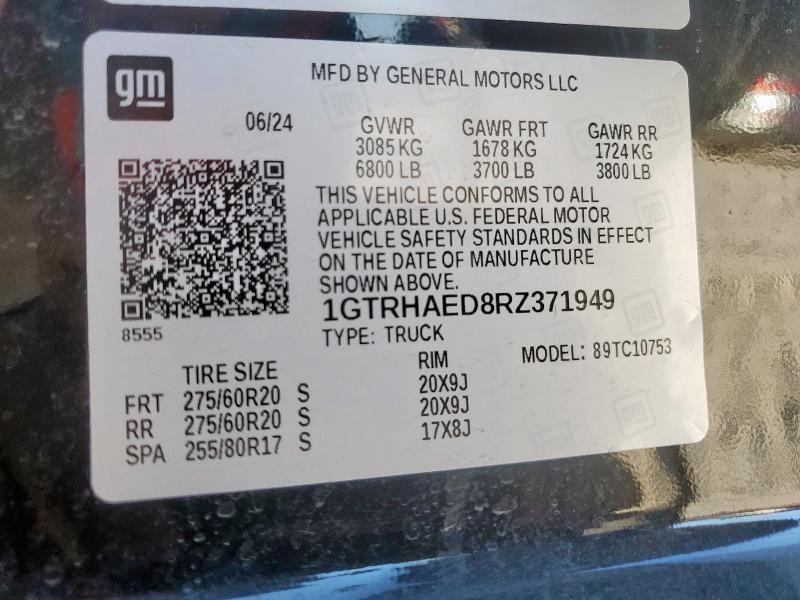 gm
MFD BY GENERAL MOTORS LLC
06/24
GVWR GAWR FRT GAWR RR
3085 KG 1678 KG 1724 KG
6800 LB 3700 LB 3800 LB
THIS VEHICLE CONFORMS TO ALL
APPLICABLE U.S. FEDERAL MOTOR
VEHICLE SAFETY STANDARDS IN EFFECT
ON THE DATE OF MANUFACTURE
SHOWN ABOVE.
1GTRHAED8RZ371949
8555
TYPE: TRUCK
MODEL: 89TC10753
TIRE SIZE RIM
FRT 275/60R20 S 20X9J
RR 275/60R20 S 20X9J
SPA 255/80R17 S 17X8J